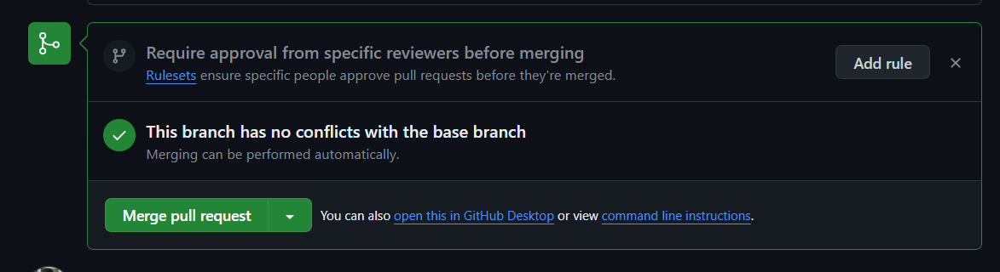 Require approval from specific reviewers before merging
Rulesets ensure specific people approve pull requests before they're merged.
Add rule
This branch has no conflicts with the base branch
Merging can be performed automatically.
Merge pull request
You can also open this in GitHub Desktop or view command line instructions.